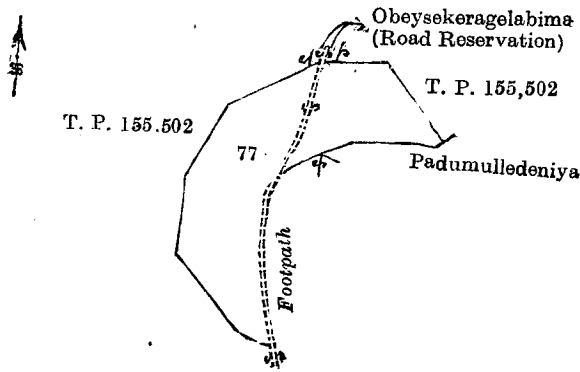 Obeysekeragelabima
(Road Reservation)
T. P. 155,502
T. P. 155.502
77
Padumulledeniya
Footpath